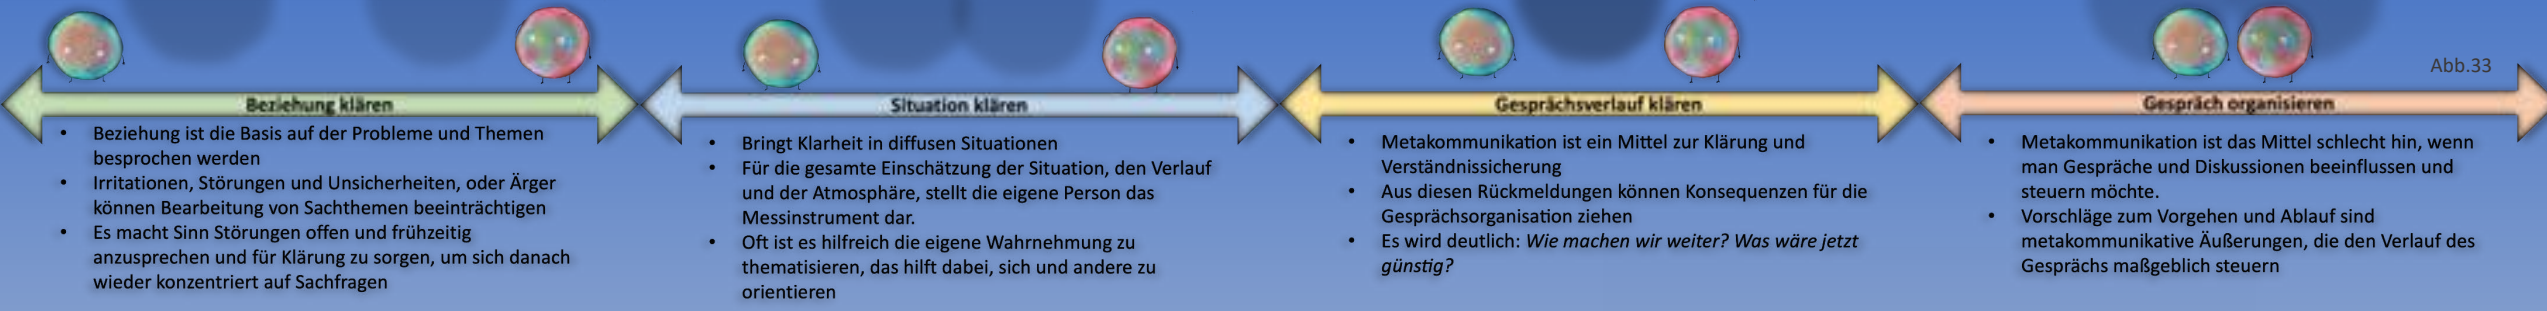 Abb.33
Beziehung klären
• Beziehung ist die Basis auf der Probleme und Themen
besprochen werden
• Irritationen, Störungen und Unsicherheiten, oder Ärger
können Bearbeitung von Sachthemen beeinträchtigen
• Es macht Sinn Störungen offen und frühzeitig
anzusprechen und für Klärung zu sorgen, um sich danach
wieder konzentriert auf Sachfragen
Situation klären
• Bringt Klarheit in diffusen Situationen
• Für die gesamte Einschätzung der Situation, den Verlauf
und der Atmosphäre, stellt die eigene Person das
Messinstrument dar.
• Oft ist es hilfreich die eigene Wahrnehmung zu
thematisieren, das hilft dabei, sich und andere zu
orientieren
Gesprächsverlauf klären
• Metakommunikation ist ein Mittel zur Klärung und
Verständnissicherung
• Aus diesen Rückmeldungen können Konsequenzen für die
Gesprächsorganisation ziehen
• Es wird deutlich: Wie machen wir weiter? Was wäre jetzt
günstig?
Gespräch organisieren
• Metakommunikation ist das Mittel schlecht hin, wenn
man Gespräche und Diskussionen beeinflussen und
steuern möchte.
• Vorschläge zum Vorgehen und Ablauf sind
metakommunikative Äußerungen, die den Verlauf des
Gesprächs maßgeblich steuern